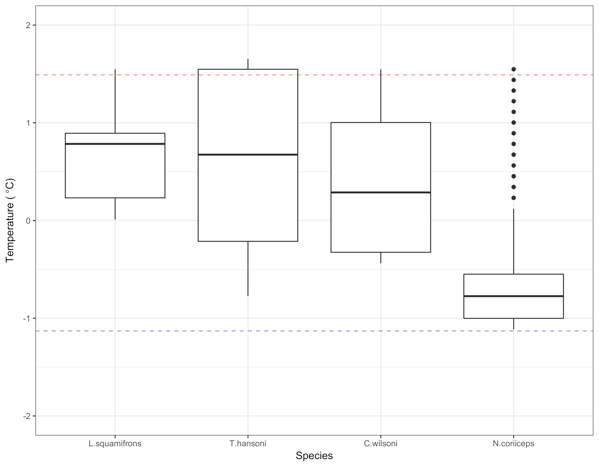 2
1
0
-1
-2
Temperature ( °C)
L.squamifrons T.hansoni C.wilsoni N.coriiceps
Species